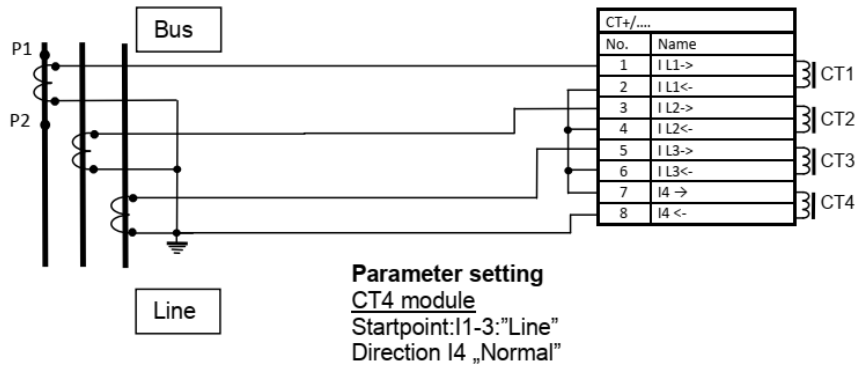 Bus
P1
P2
Line
CT+/....
No. Name
1 I L1->
2 I L1<-
3 I L2->
4 I L2<-
5 I L3->
6 I L3<-
7 I4 →
8 I4 <-
CT1
CT2
CT3
CT4
Parameter setting
CT4 module
Startpoint:I1-3:”Line”
Direction I4 „Normal”